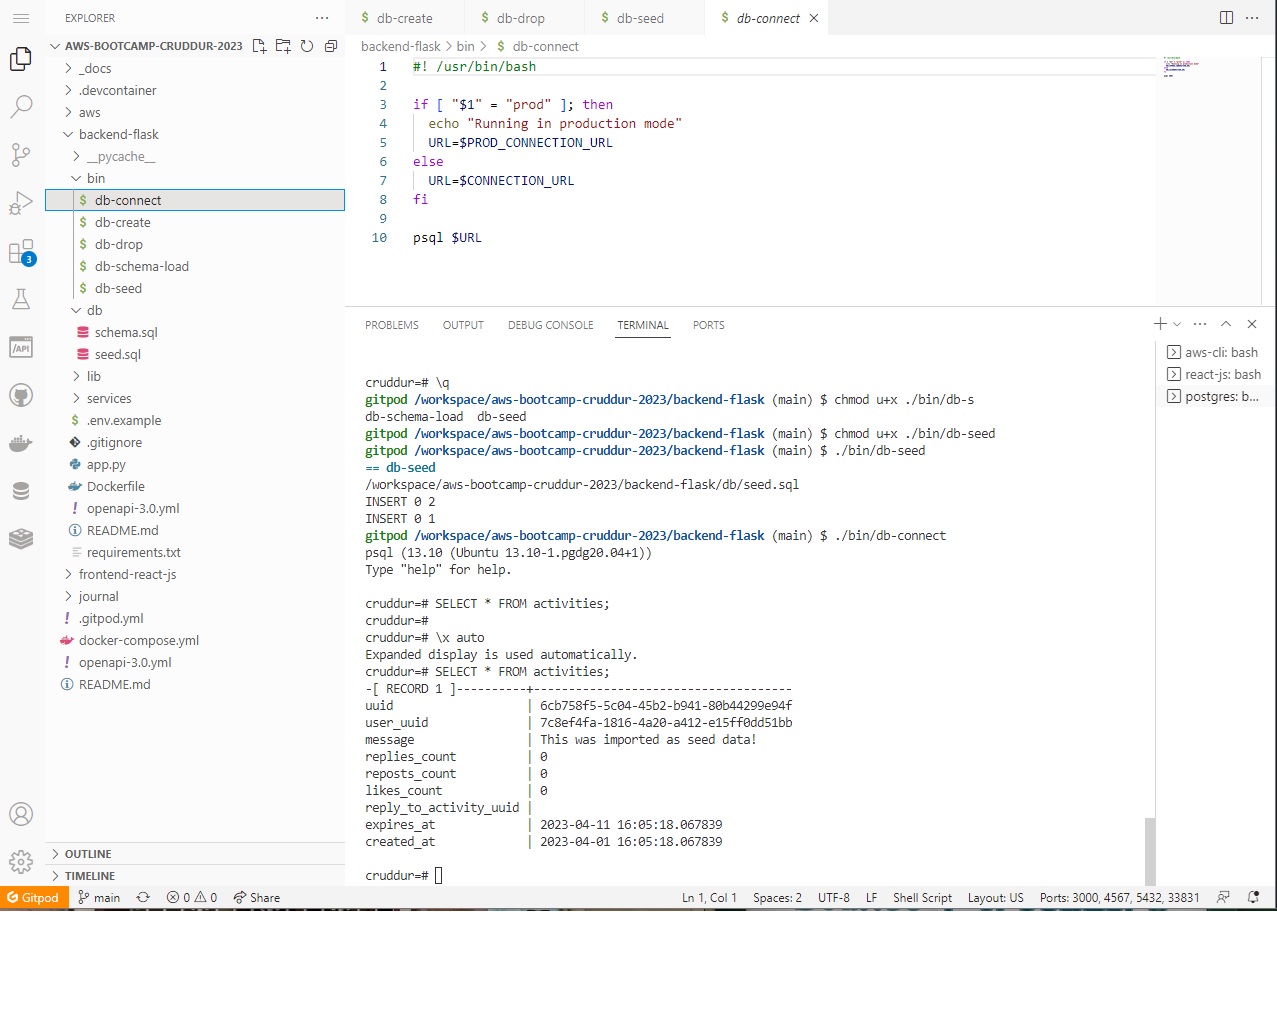 EXPLORER
AWS-BOOTCAMP-CRUDDUR-2023
_docs
.devcontainer
aws
backend-flask
__pycache__
bin
$ db-connect
$ db-create
$ db-drop
$ db-schema-load
$ db-seed
db
schema.sql
seed.sql
lib
services
$ .env.example
.gitignore
app.py
Dockerfile
! openapi-3.0.yml
README.md
requirements.txt
frontend-react-js
journal
! .gitpod.yml
docker-compose.yml
! openapi-3.0.yml
README.md
OUTLINE
TIMELINE
3
/API
$ db-create $ db-drop $ db-seed $ db-connect
backend-flask > bin > $ db-connect
1 #! /usr/bin/bash
2
3 if [ "$1" = "prod" ]; then
4 echo "Running in production mode"
5 URL=$PROD_CONNECTION_URL
6 else
7 URL=$CONNECTION_URL
8 fi
9
10 psql $URL
PROBLEMS OUTPUT DEBUG CONSOLE TERMINAL PORTS
cruddur=# \q
gitpod /workspace/aws-bootcamp-cruddur-2023/backend-flask (main) $ chmod u+x ./bin/db-s
db-schema-load db-seed
gitpod /workspace/aws-bootcamp-cruddur-2023/backend-flask (main) $ chmod u+x ./bin/db-seed
gitpod /workspace/aws-bootcamp-cruddur-2023/backend-flask (main) $ ./bin/db-seed
== db-seed
/workspace/aws-bootcamp-cruddur-2023/backend-flask/db/seed.sql
INSERT 0 2
INSERT 0 1
gitpod /workspace/aws-bootcamp-cruddur-2023/backend-flask (main) $ ./bin/db-connect
psql (13.10 (Ubuntu 13.10-1.pgdg20.04+1))
Type "help" for help.
cruddur=# SELECT * FROM activities;
cruddur=#
cruddur=# \x auto
Expanded display is used automatically.
cruddur=# SELECT * FROM activities;
-[ RECORD 1 ]----------+-------------------------------------
uuid | 6cb758f5-5c04-45b2-b941-80b44299e94f
user_uuid | 7c8ef4fa-1816-4a20-a412-e15ff0dd51bb
message | This was imported as seed data!
replies_count | 0
reposts_count | 0
likes_count | 0
reply_to_activity_uuid |
expires_at | 2023-04-11 16:05:18.067839
created_at | 2023-04-01 16:05:18.067839
cruddur=#
aws-cli: bash
react-js: bash
postgres: b...
Gitpod main 0 0 Share Ln 1, Col 1 Spaces: 2 UTF-8 LF Shell Script Layout: US Ports: 3000, 4567, 5432, 33831